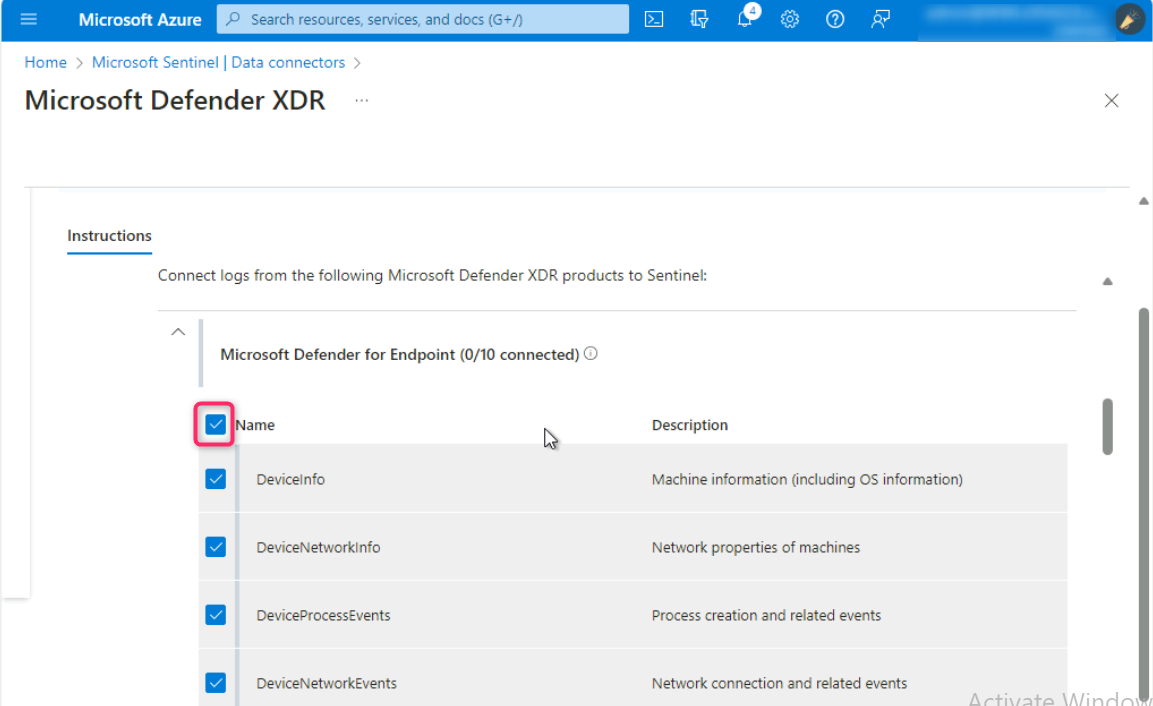 Microsoft Azure
Search resources, services, and docs (G+/)
4
Home > Microsoft Sentinel | Data connectors >
Microsoft Defender XDR ...
Instructions
Connect logs from the following Microsoft Defender XDR products to Sentinel:
Microsoft Defender for Endpoint (0/10 connected)
Name Description
DeviceInfo Machine information (including OS information)
DeviceNetworkInfo Network properties of machines
DeviceProcessEvents Process creation and related events
DeviceNetworkEvents Network connection and related events
Activate Window